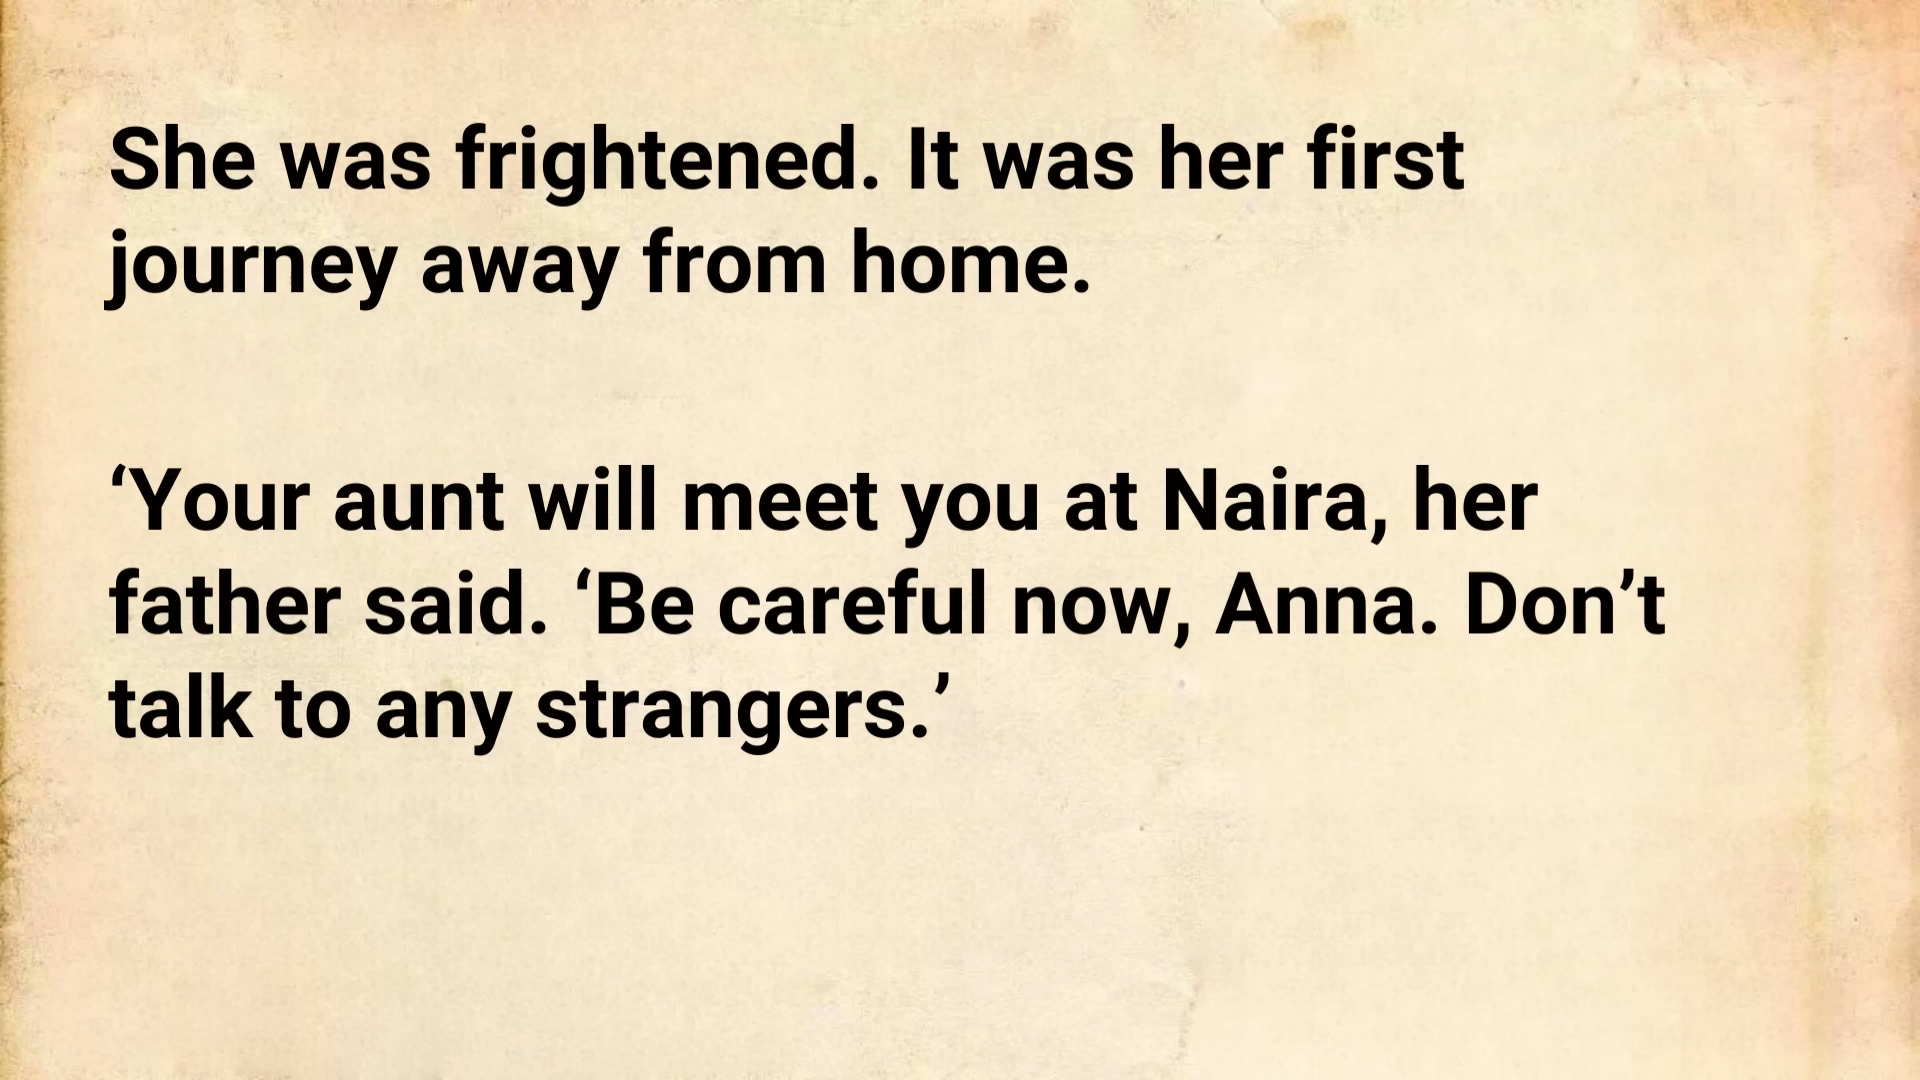 She was frightened. It was her first
journey away from home.
‘Your aunt will meet you at Naira, her
father said. ‘Be careful now, Anna. Don’t
talk to any strangers.’